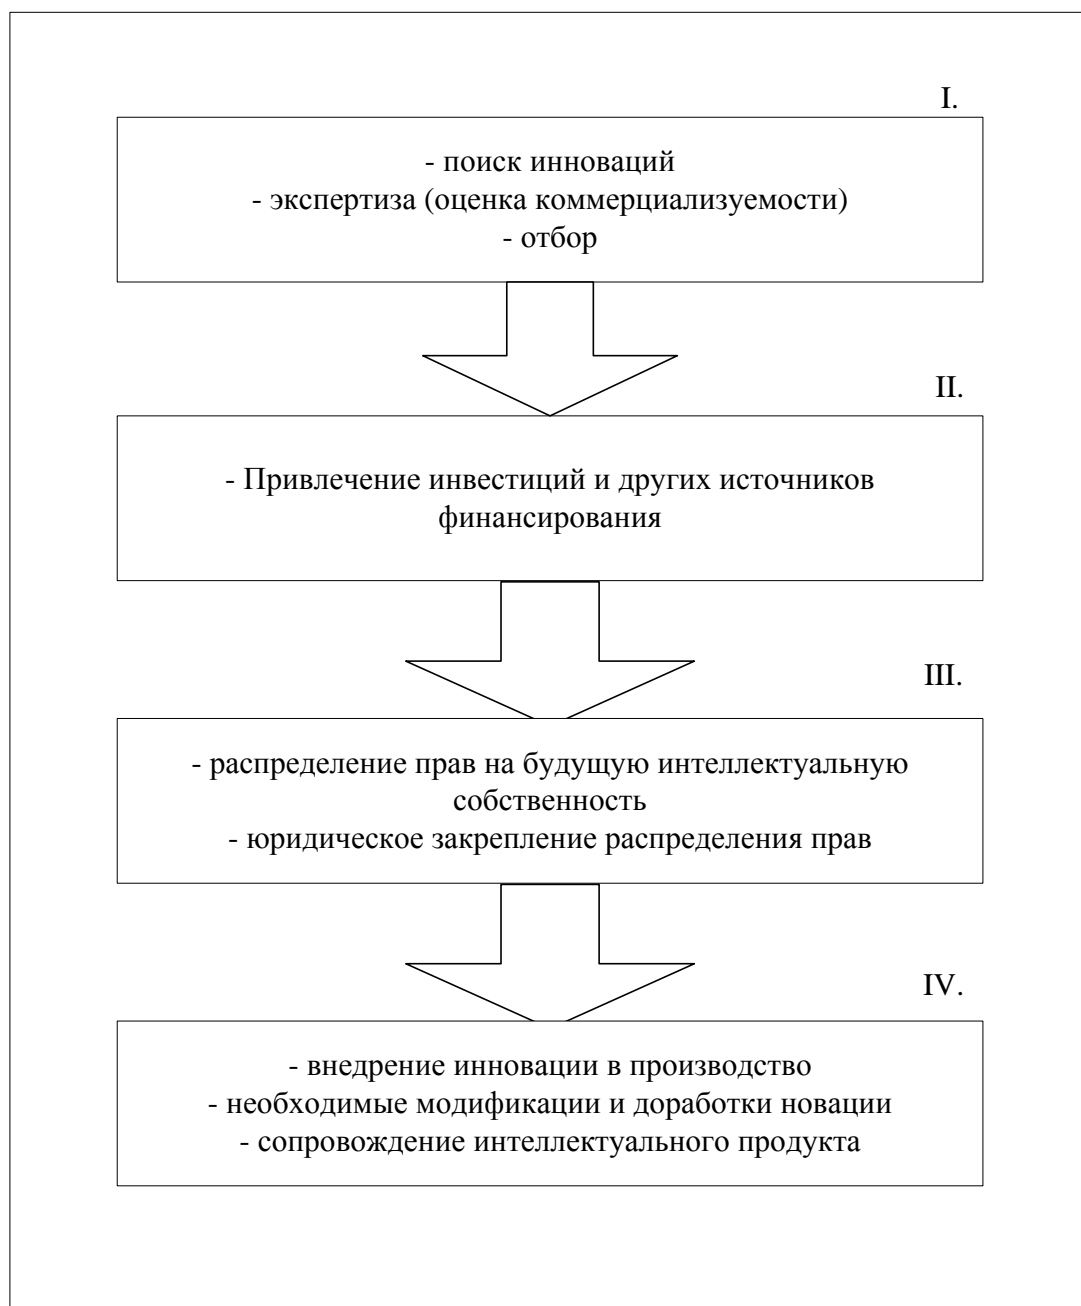 I.
- поиск инноваций
- экспертиза (оценка коммерциализуемости)
- отбор
II.
- Привлечение инвестиций и других источников
финансирования
III.
- распределение прав на будущую интеллектуальную
собственность
- юридическое закрепление распределения прав
IV.
- внедрение инновации в производство
- необходимые модификации и доработки новации
- сопровождение интеллектуального продукта